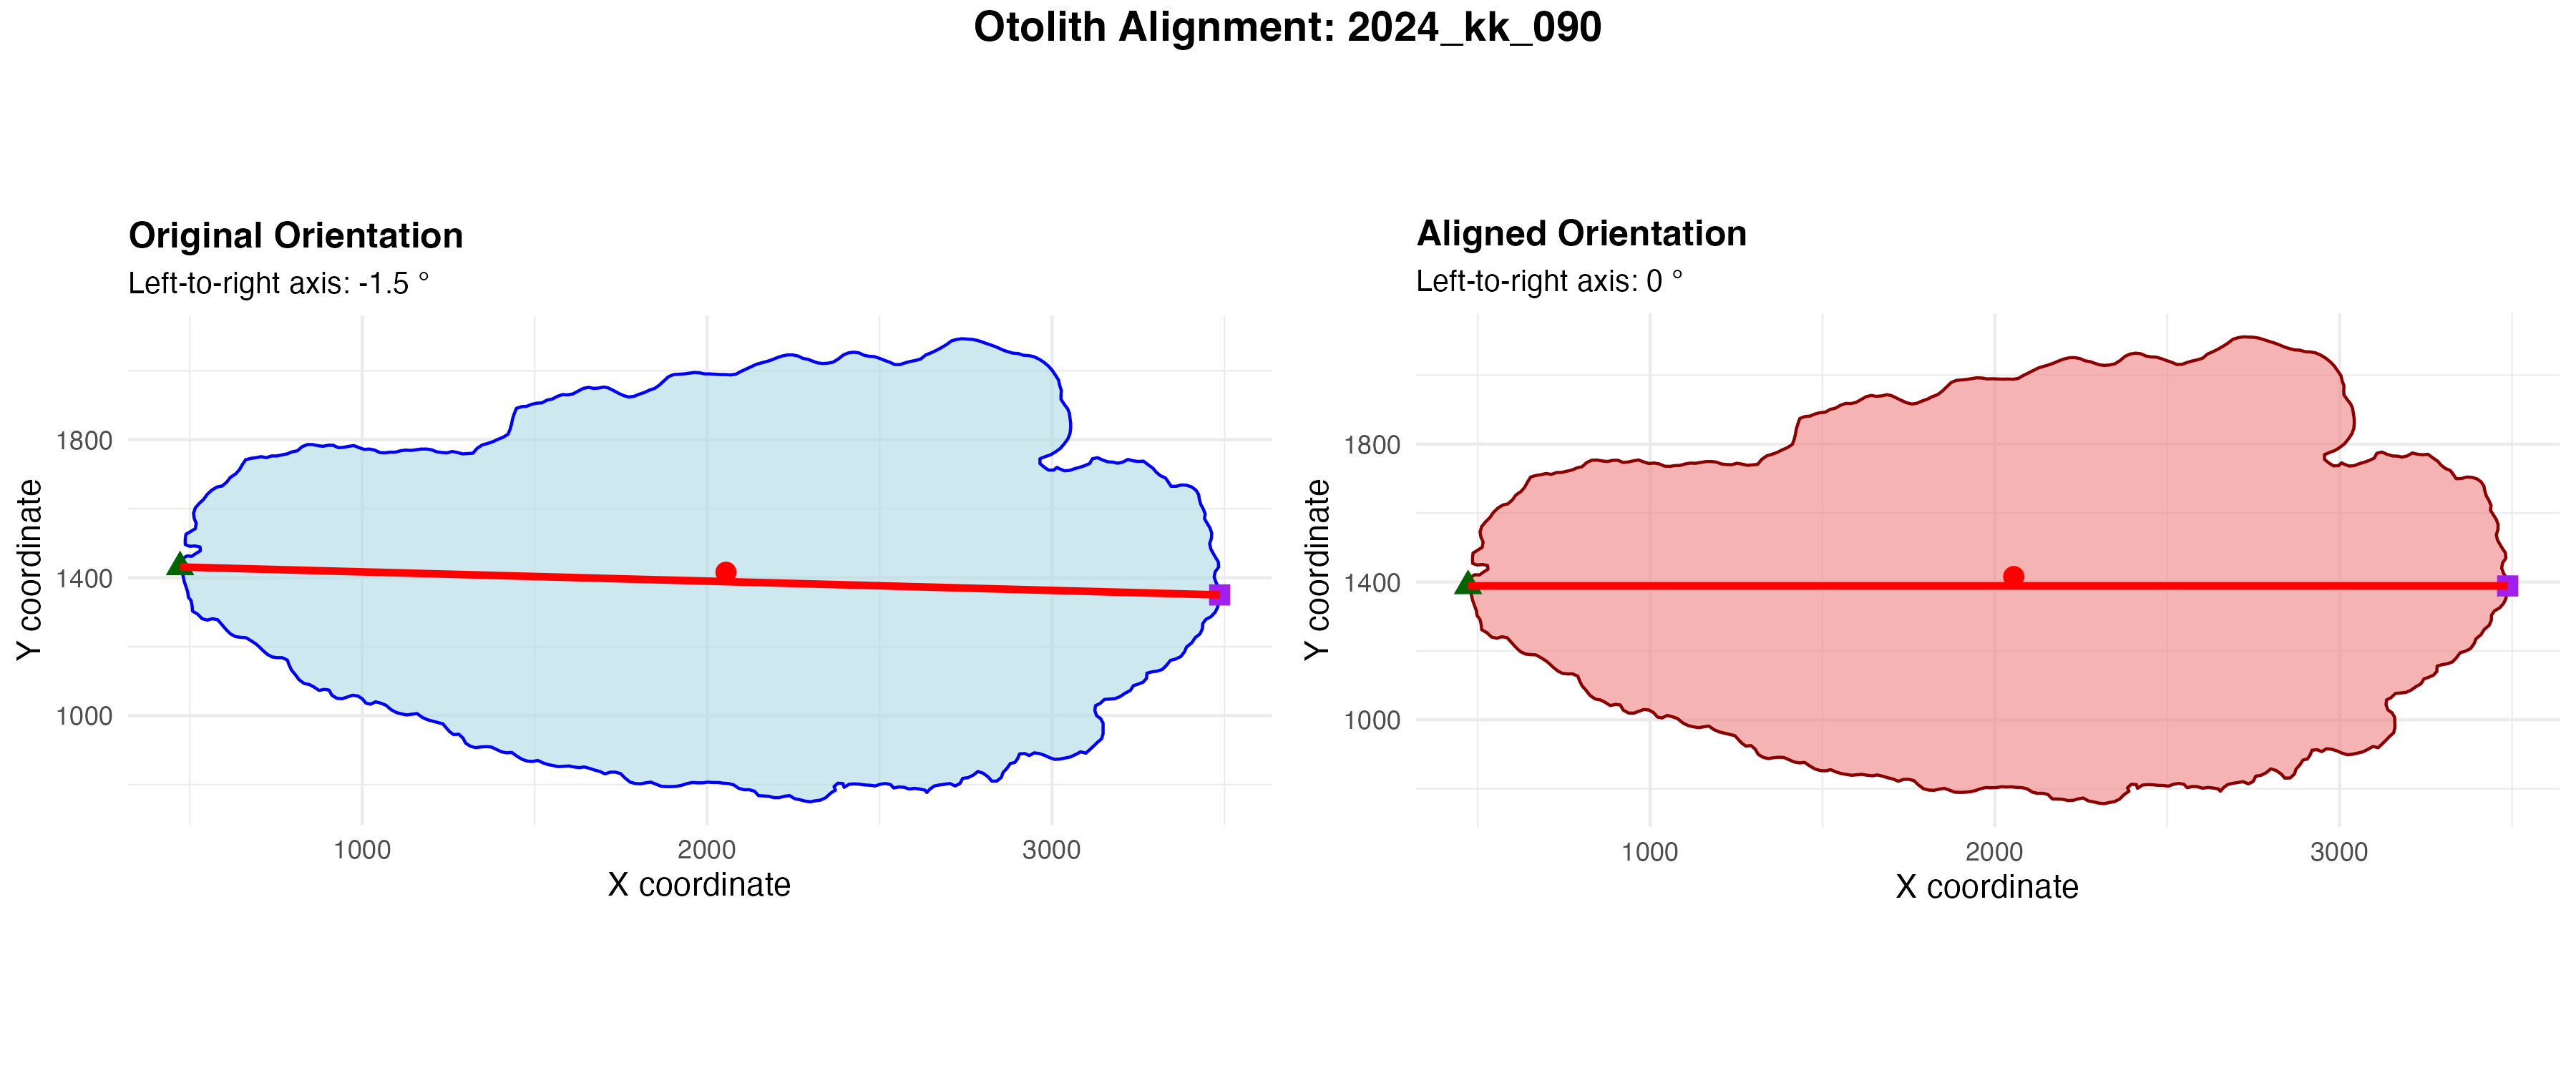 Otolith Alignment: 2024_kk_090
Original Orientation
Left-to-right axis: -1.5 °
1800
1400
1000
Y coordinate
1000 2000 3000
X coordinate
Aligned Orientation
Left-to-right axis: 0 °
1800
1400
1000
Y coordinate
1000 2000 3000
X coordinate